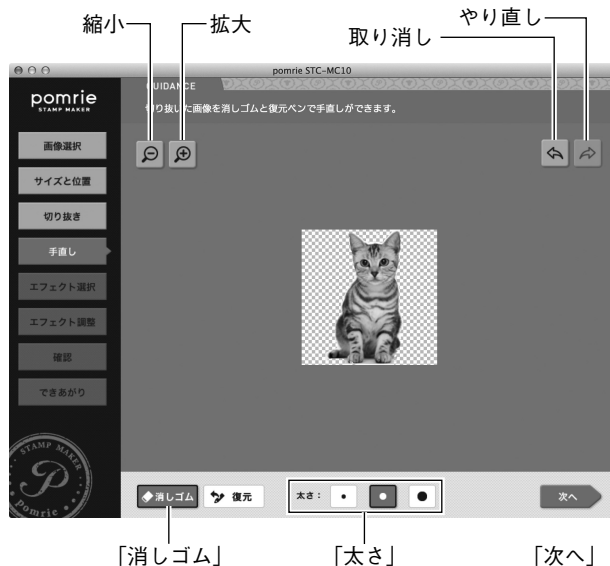 縮小
拡大
取り消し
やり直し
pomrie STC-MC10
GUIDANCE
切り抜いた画像を消しゴムと復元ペンで手直しができます。
pomrie
STAMP MAKER
画像選択
サイズと位置
切り抜き
手直し
エフェクト選択
エフェクト調整
確認
できあがり
STAMP MAKER
P
pomrie
消しゴム
復元
太さ：
次へ
「消しゴム」
「太さ」
「次へ」